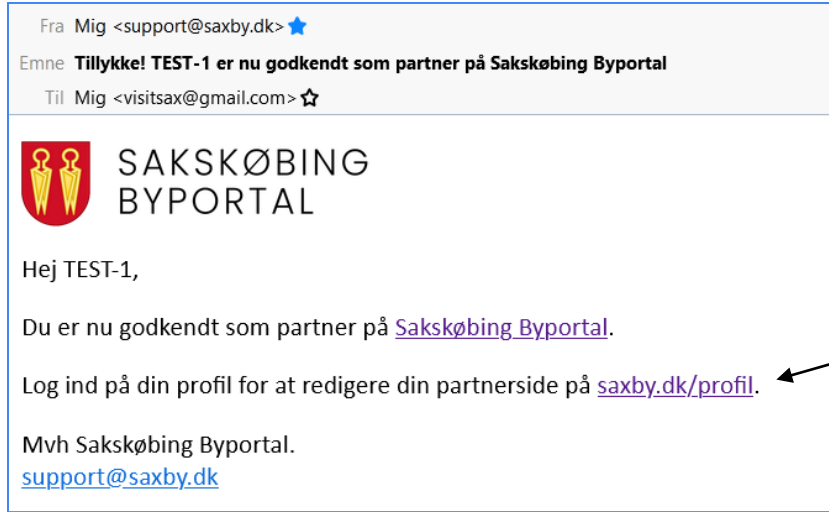 Fra Mig <support@saxby.dk>
Emne Tillykke! TEST-1 er nu godkendt som partner på Sakskøbing Byportal
Til Mig <visitsax@gmail.com>
SAKSKØBING
BYPORTAL
Hej TEST-1,
Du er nu godkendt som partner på Sakskøbing Byportal.
Log ind på din profil for at redigere din partnerside på saxby.dk/profil.
Mvh Sakskøbing Byportal.
support@saxby.dk